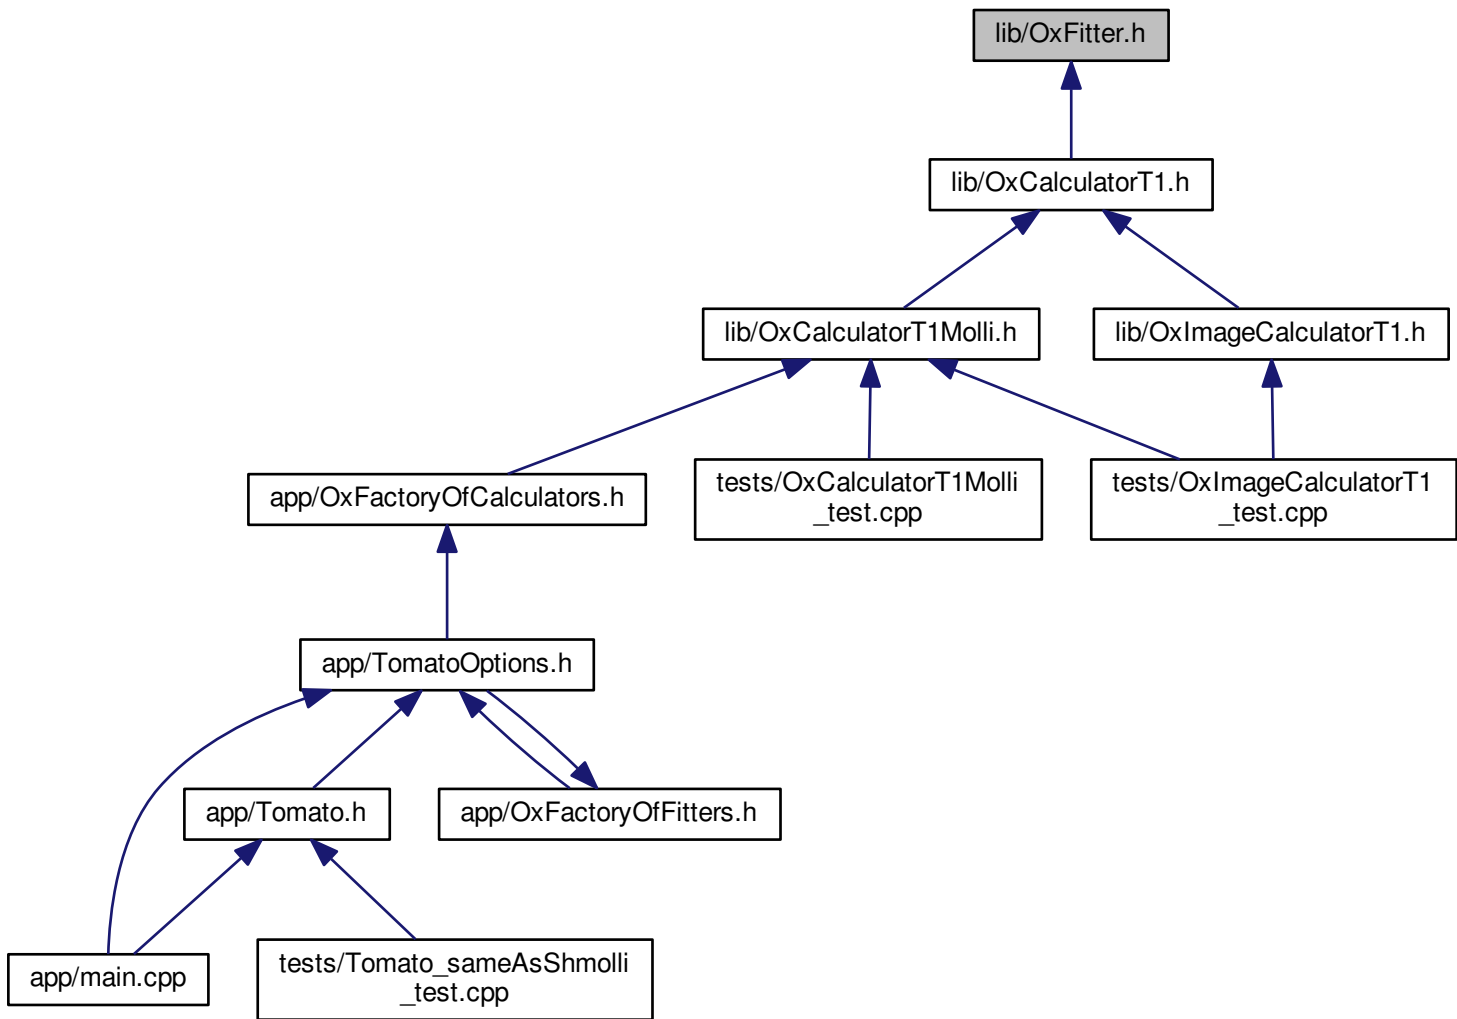 lib/OxFitter.h
lib/OxCalculatorT1.h
lib/OxCalculatorT1Molli.h
lib/OxImageCalculatorT1.h
app/OxFactoryOfCalculators.h
tests/OxCalculatorT1Molli
_test.cpp
tests/OxImageCalculatorT1
_test.cpp
app/TomatoOptions.h
app/Tomato.h
app/OxFactoryOfFitters.h
app/main.cpp
tests/Tomato_sameAsShmolli
_test.cpp